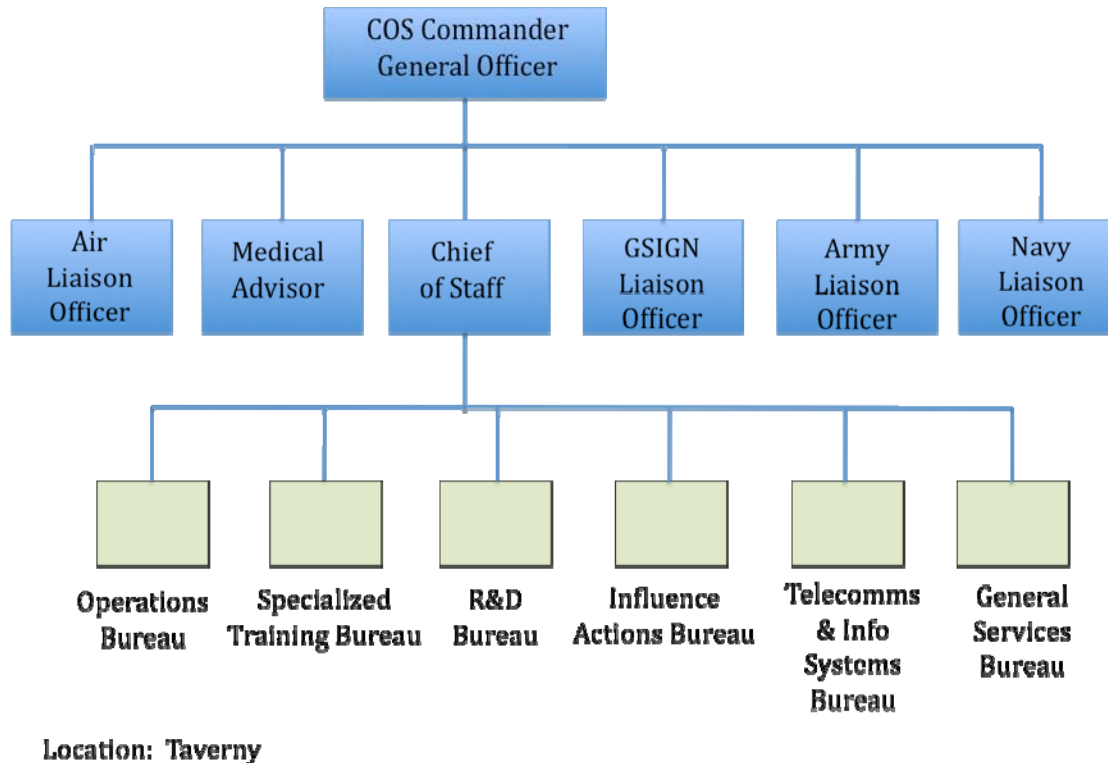 COS Commander
General Officer
Air
Liaison
Officer
Medical
Advisor
Chief
of Staff
GSIGN
Liaison
Officer
Army
Liaison
Officer
Navy
Liaison
Officer
Operations
Bureau
Specialized
Training Bureau
R&D
Bureau
Influence
Actions Bureau
Telecomms
& Info
Systems
Bureau
General
Services
Bureau
Location: Taverny